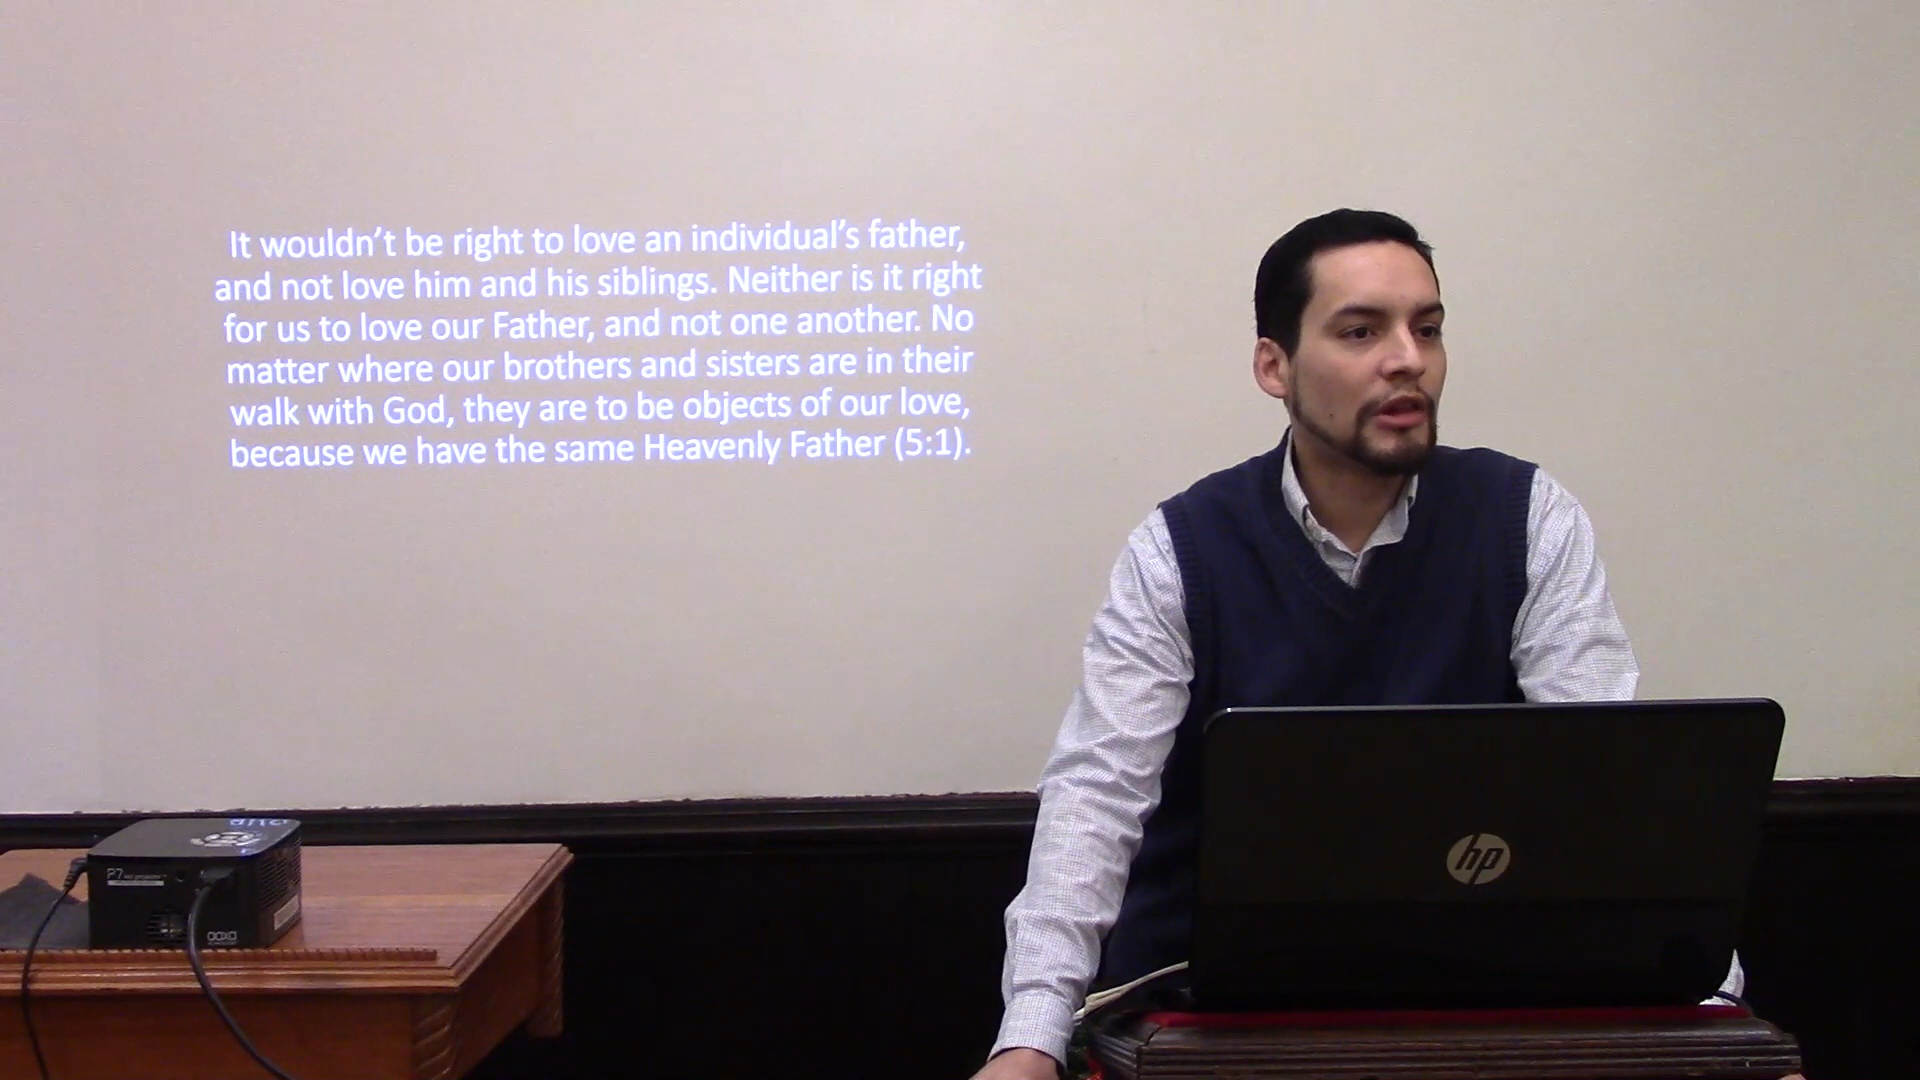 It wouldn’t be right to love an individual’s father,
and not love him and his siblings. Neither is it right
for us to love our Father, and not one another. No
matter where our brothers and sisters are in their
walk with God, they are to be objects of our love,
because we have the same Heavenly Father (5:1).
hp
P7
aaxa